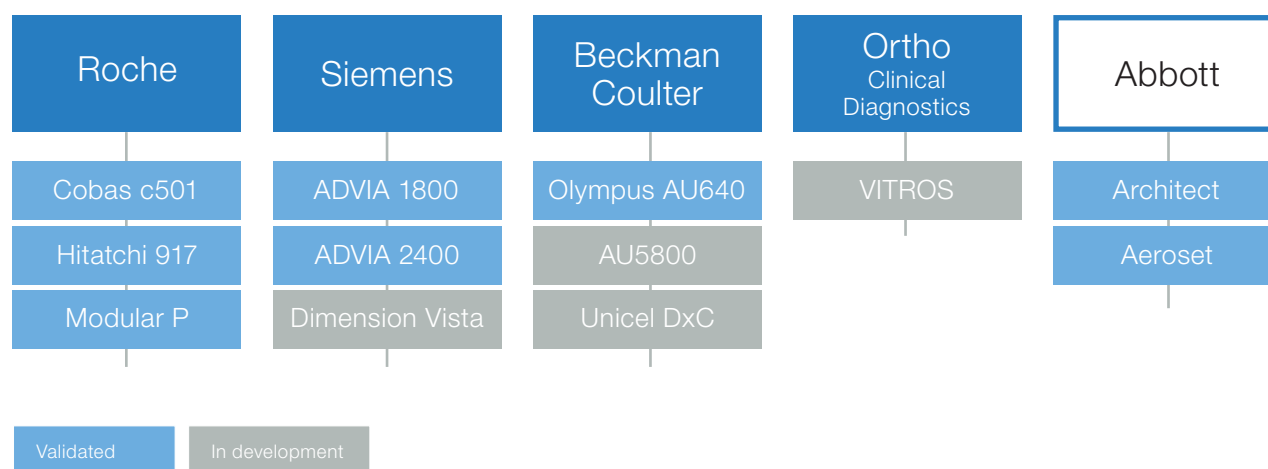 Roche
Siemens
Beckman
Coulter
Ortho
Clinical
Diagnostics
Abbott
Cobas c501
ADVIA 1800
Olympus AU640
VITROS
Architect
Hitatchi 917
ADVIA 2400
AU5800
Aeroset
Modular P
Dimension Vista
Unicel DxC
Validated
In development